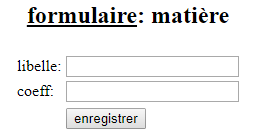 formulaire: matière
libelle:
coeff:
enregistrer